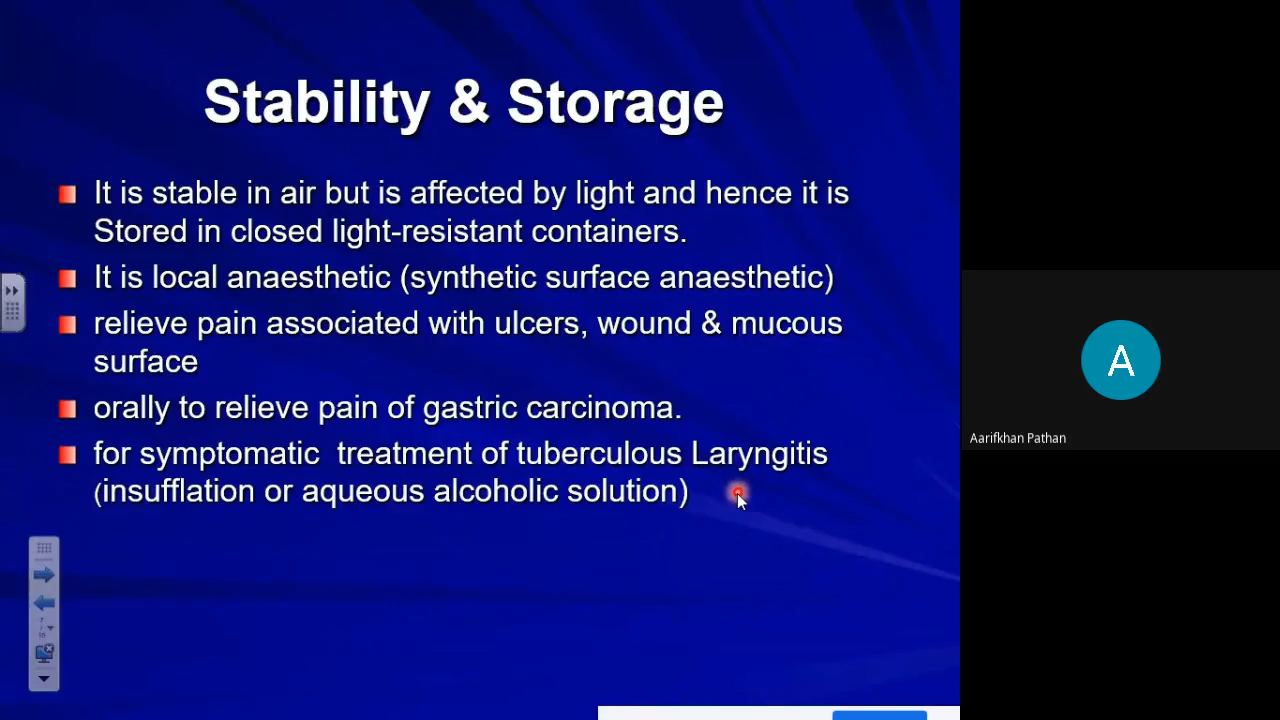 Stability & Storage
It is stable in air but is affected by light and hence it is
Stored in closed light-resistant containers.
It is local anaesthetic (synthetic surface anaesthetic)
relieve pain associated with ulcers, wound & mucous
surface
orally to relieve pain of gastric carcinoma.
for symptomatic treatment of tuberculous Laryngitis
(insufflation or aqueous alcoholic solution)
A
Aarifkhan Pathan